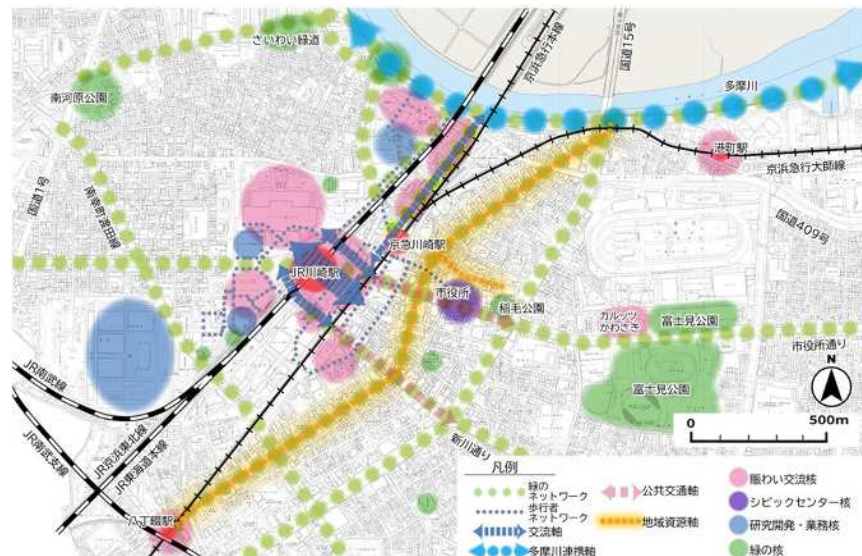 さいわい緑道
南河原公園
京浜急行本線
国道15号
多摩川
港町駅
京浜急行大師線
国道1号
南幸町渡田線
国道409号
京急川崎駅
JR川崎駅
市役所
稲毛公園
カルッツ
かわさき
富士見公園
市役所通り
富士見公園
N
0
500m
JR南武線
JR京浜東北線
JR東海道本線
JR南武支線
新川通り
八丁畷駅
凡例
緑の
ネットワーク
歩行者
ネットワーク
交流軸
多摩川連携軸
公共交通軸
地域資源軸
賑わい交流核
シビックセンター核
研究開発・業務核
緑の核